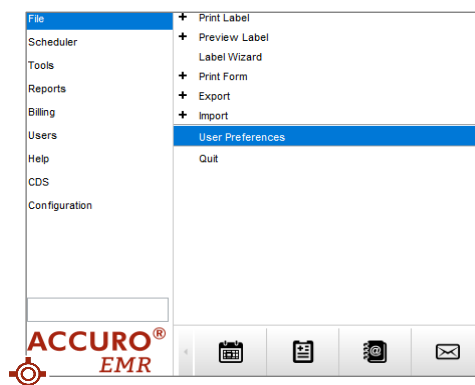 File
Scheduler
Tools
Reports
Billing
Users
Help
CDS
Configuration
+ Print Label
+ Preview Label
Label Wizard
+ Print Form
+ Export
+ Import
User Preferences
Quit
ACCURO®
EMR